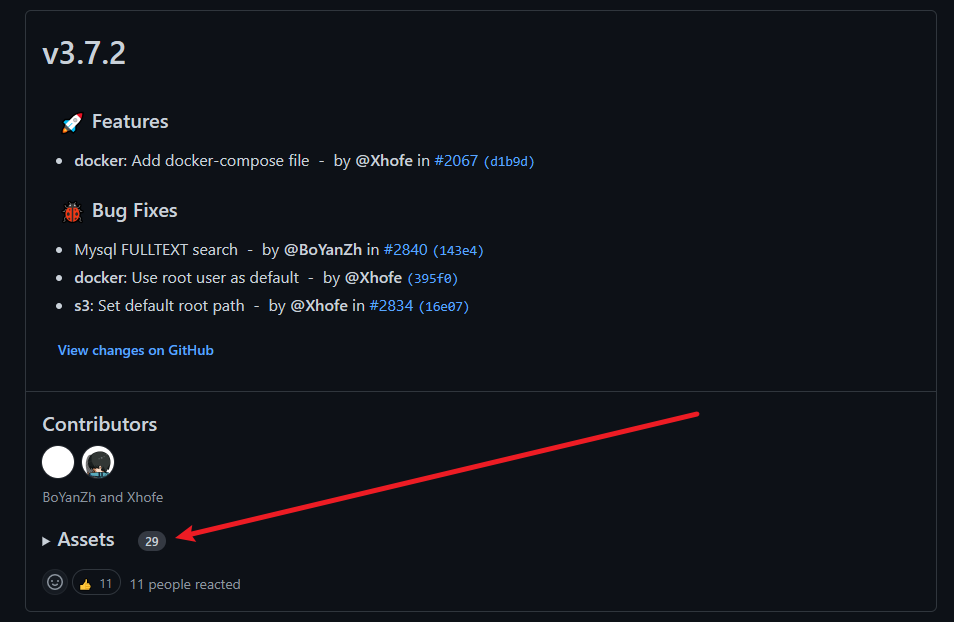 v3.7.2
🚀 Features
• docker: Add docker-compose file - by @Xhofe in #2067 (d1b9d)
🐞 Bug Fixes
• Mysql FULLTEXT search - by @BoYanZh in #2840 (143e4)
• docker: Use root user as default - by @Xhofe (395f0)
• s3: Set default root path - by @Xhofe in #2834 (16e07)
View changes on GitHub
Contributors
BoYanZh and Xhofe
Assets 29
👍 11 11 people reacted